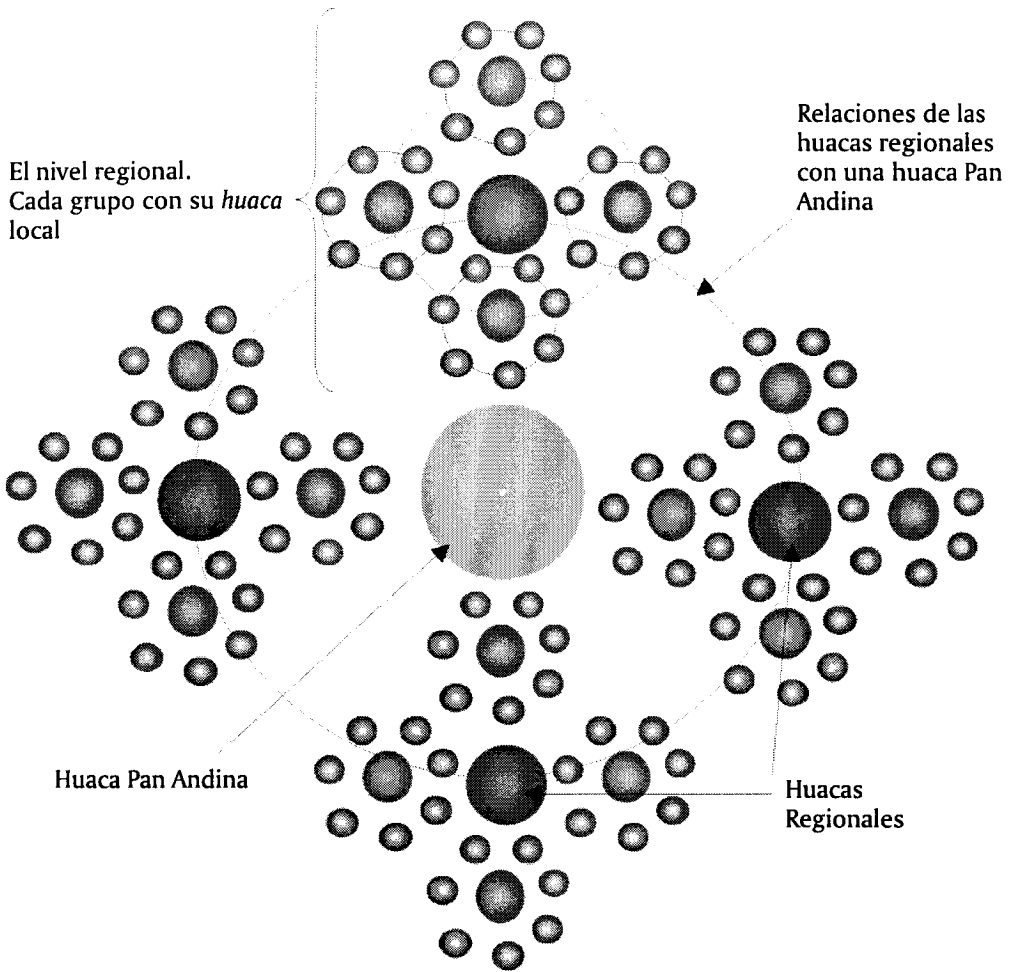 Relaciones de las
huacas regionales
con una huaca Pan
Andina
El nivel regional.
Cada grupo con su huaca
local
Huaca Pan Andina
Huacas
Regionales